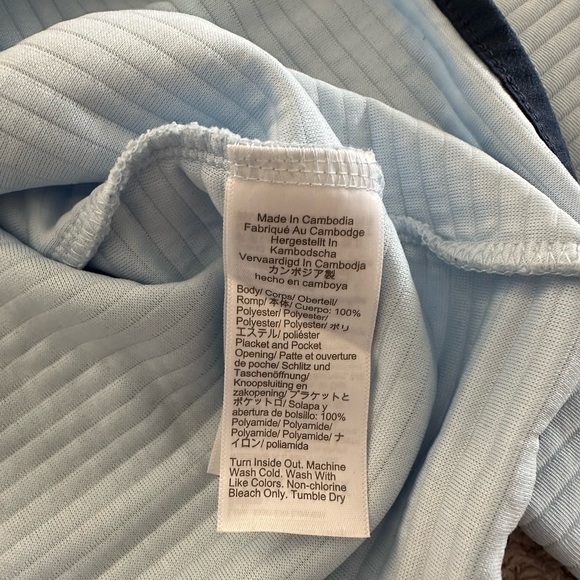 Made In Cambodia
Fabriqué Au Cambodge
Hergestellt In
Kambodscha
Vervaardigd In Cambodja
カンボジア製
hecho en camboya
Body/ Corps/ Oberteil/
Romp/ 本体/ Cuerpo: 100%
Polyester/ Polyester/
Polyester/ Polyester/ ポリ
エステル/ poliéster
Placket and Pocket
Opening/ Patte et ouverture
de poche/ Schlitz und
Taschenöffnung/
Knoopsluiting en
zakopening/ プラケットと
ポケット口/ Solapa y
abertura de bolsillo: 100%
Polyamide/ Polyamide/
Polyamide/ Polyamide/ ナ
イロン/ poliamida
Turn Inside Out. Machine
Wash Cold. Wash With
Like Colors. Non-chlorine
Bleach Only. Tumble Dry